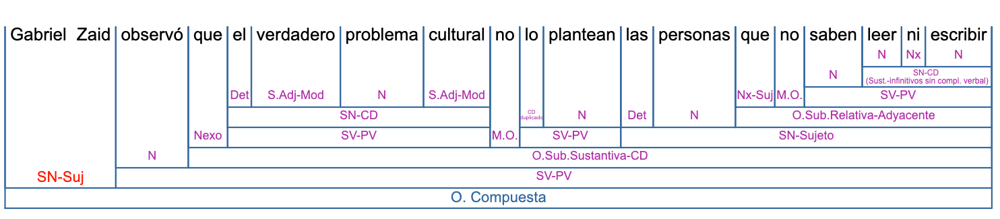 Gabriel Zaid observó que el verdadero problema cultural no lo plantean las personas que no saben leer ni escribir
N Nx N
N SN-CD
(Sust.-infinitivos sin compl. verbal)
Det S.Adj-Mod N S.Adj-Mod Nx-Suj M.O. SV-PV
SN-CD CD duplicado N Det N O.Sub.Relativa-Adyacente
Nexo SV-PV M.O. SV-PV SN-Sujeto
N O.Sub.Sustantiva-CD
SN-Suj SV-PV
O. Compuesta